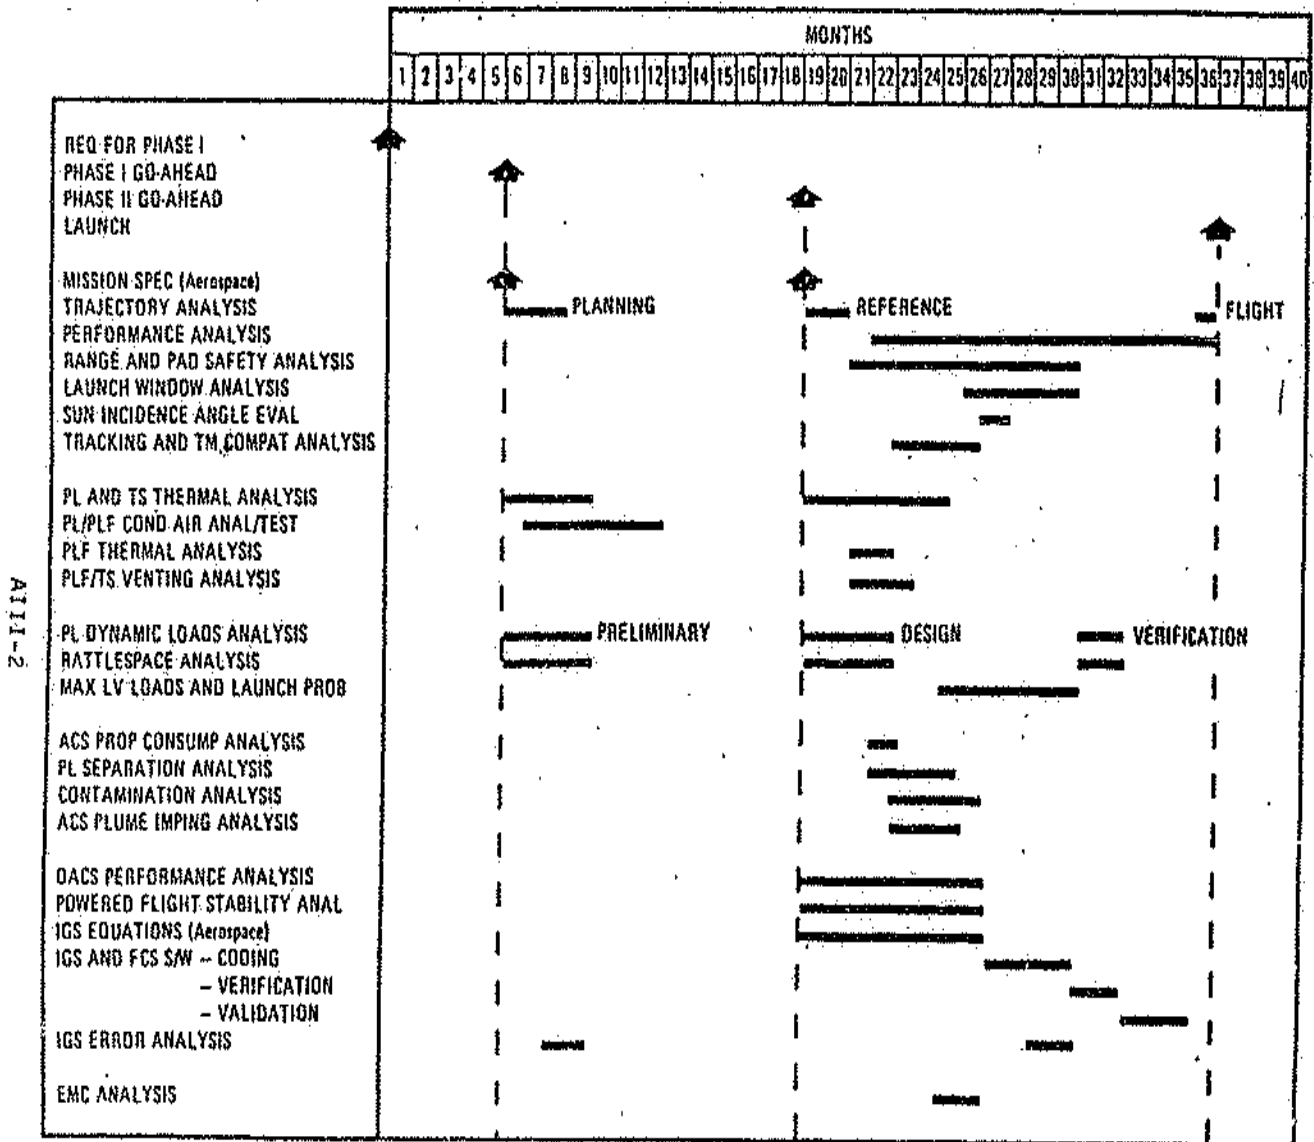 MONTHS
1 2 3 4 5 6 7 8 9 10 11 12 13 14 15 16 17 18 19 20 21 22 23 24 25 26 27 28 29 30 31 32 33 34 35 36 37 38 39 40
REQ FOR PHASE I
PHASE I GO-AHEAD
PHASE II GO-AHEAD
LAUNCH
MISSION SPEC (Aerospace)
TRAJECTORY ANALYSIS PLANNING REFERENCE FLIGHT
PERFORMANCE ANALYSIS
RANGE AND PAD SAFETY ANALYSIS
LAUNCH WINDOW ANALYSIS
SUN INCIDENCE ANGLE EVAL
TRACKING AND TM COMPAT ANALYSIS
PL AND TS THERMAL ANALYSIS
PL/PLF COND AIR ANAL/TEST
PLF THERMAL ANALYSIS
PLF/TS VENTING ANALYSIS
PL DYNAMIC LOADS ANALYSIS PRELIMINARY DESIGN VERIFICATION
RATTLESPACE ANALYSIS
MAX LV LOADS AND LAUNCH PROB
ACS PROP CONSUMP ANALYSIS
PL SEPARATION ANALYSIS
CONTAMINATION ANALYSIS
ACS PLUME IMPING ANALYSIS
DACS PERFORMANCE ANALYSIS
POWERED FLIGHT STABILITY ANAL
IGS EQUATIONS (Aerospace)
IGS AND FCS S/W – CODING
– VERIFICATION
– VALIDATION
IGS ERROR ANALYSIS
EMC ANALYSIS
AIII-2